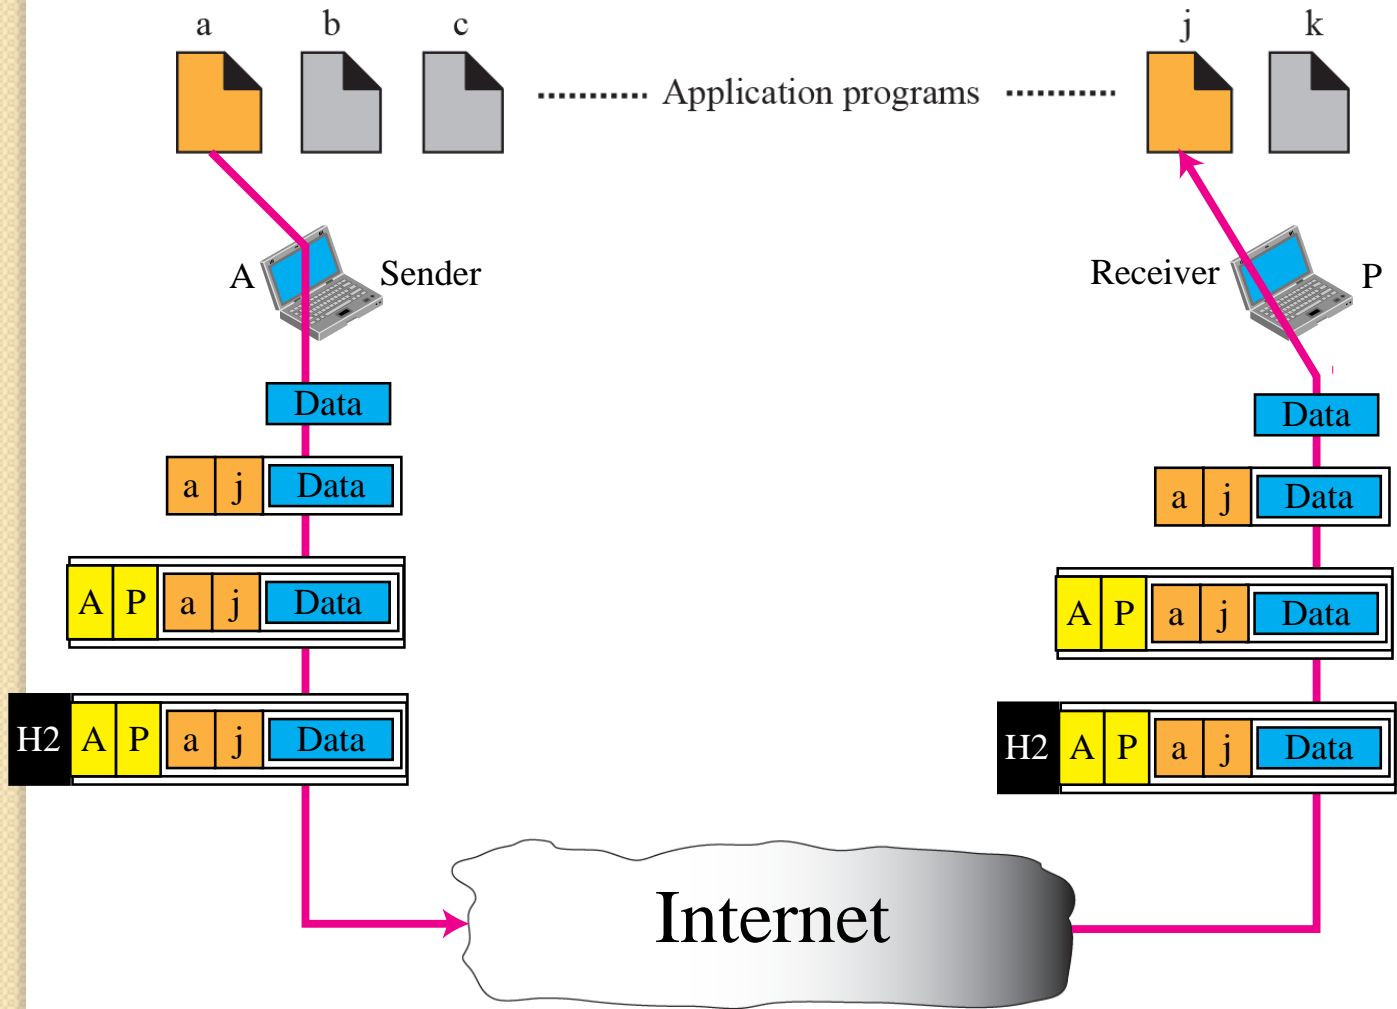 a b c j k
Application programs
A Sender Receiver P
Data Data
a j Data a j Data
A P a j Data A P a j Data
H2 A P a j Data H2 A P a j Data
Internet